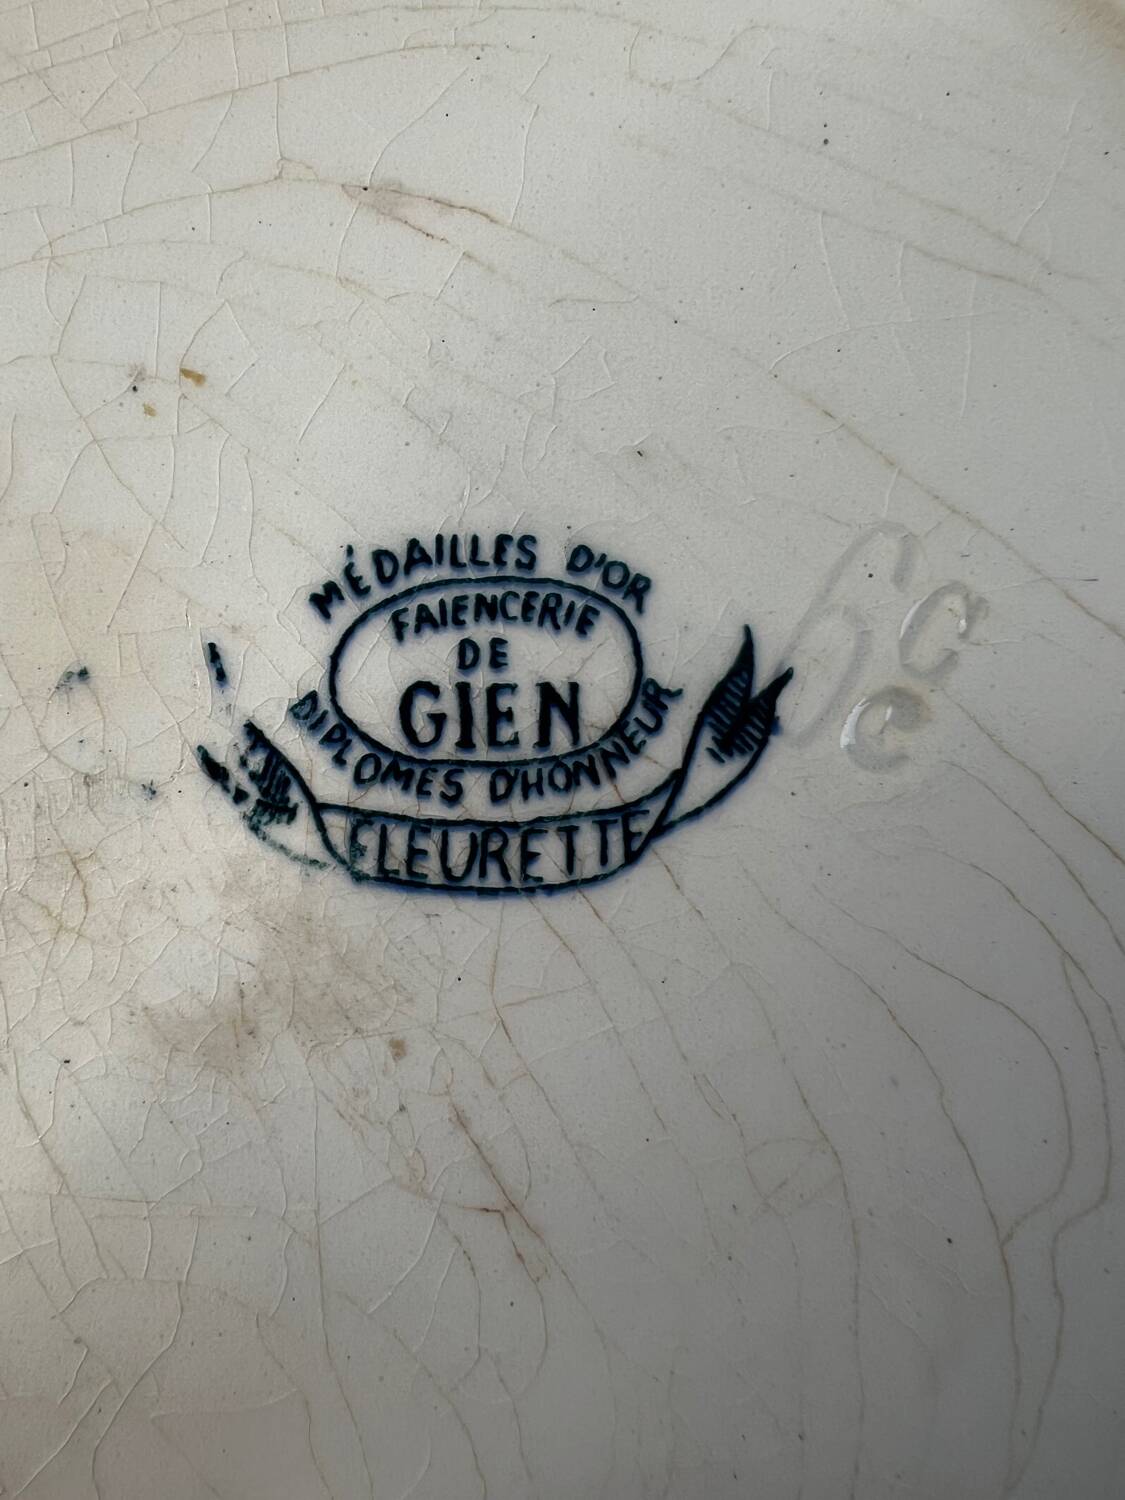 MÉDAILLES D'OR
FAIENCERIE
DE
GIEN
DIPLOMES D'HONNEUR
FLEURETTE